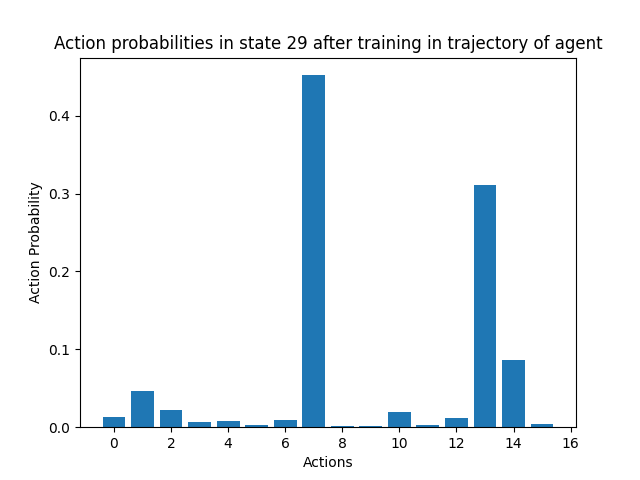 Action probabilities in state 29 after training in trajectory of agent
Action Probability
0.4
0.3
0.2
0.1
0.0
0 2 4 6 8 10 12 14 16
Actions